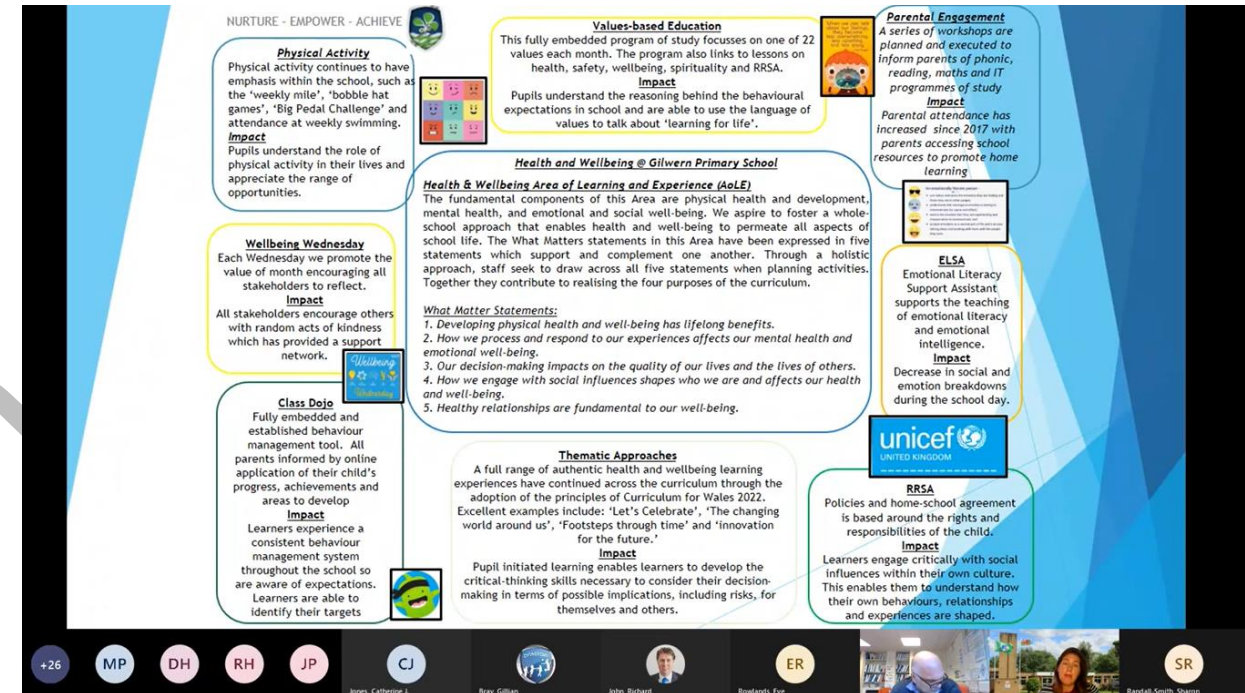 NURTURE - EMPOWER - ACHIEVE
Physical Activity
Physical activity continues to have
emphasis within the school, such as
the ‘weekly mile’, ‘bobble hat
games’, ‘Big Pedal Challenge’ and
attendance at weekly swimming.
Impact
Pupils understand the role of
physical activity in their lives and
appreciate the range of
opportunities.
Values-based Education
This fully embedded program of study focusses on one of 22
values each month. The program also links to lessons on
health, safety, wellbeing, spirituality and RRSA.
Impact
Pupils understand the reasoning behind the behavioural
expectations in school and are able to use the language of
values to talk about ‘learning for life’.
Parental Engagement
A series of workshops are
planned and executed to
inform parents of phonic,
reading, maths and IT
programmes of study
Impact
Parental attendance has
increased since 2017 with
parents accessing school
resources to promote home
learning
Health and Wellbeing @ Gilwern Primary School
Health & Wellbeing Area of Learning and Experience (AoLE)
The fundamental components of this Area are physical health and development,
mental health, and emotional and social well-being. We aspire to foster a whole-
school approach that enables health and well-being to permeate all aspects of
school life. The What Matters statements in this Area have been expressed in five
statements which support and complement one another. Through a holistic
approach, staff seek to draw across all five statements when planning activities.
Together they contribute to realising the four purposes of the curriculum.
What Matter Statements:
1. Developing physical health and well-being has lifelong benefits.
2. How we process and respond to our experiences affects our mental health and
emotional well-being.
3. Our decision-making impacts on the quality of our lives and the lives of others.
4. How we engage with social influences shapes who we are and affects our health
and well-being.
5. Healthy relationships are fundamental to our well-being.
Wellbeing Wednesday
Each Wednesday we promote the
value of month encouraging all
stakeholders to reflect.
Impact
All stakeholders encourage others
with random acts of kindness
which has provided a support
network.
Wellbeing
Wednesday
ELSA
Emotional Literacy
Support Assistant
supports the teaching
of emotional literacy
and emotional
intelligence.
Impact
Decrease in social and
emotion breakdowns
during the school day.
Class Dojo
Fully embedded and
established behaviour
management tool. All
parents informed by online
application of their child’s
progress, achievements and
areas to develop
Impact
Learners experience a
consistent behaviour
management system
throughout the school so
are aware of expectations.
Learners are able to
identify their targets
Thematic Approaches
A full range of authentic health and wellbeing learning
experiences have continued across the curriculum through the
adoption of the principles of Curriculum for Wales 2022.
Excellent examples include: ‘Let’s Celebrate’, ‘The changing
world around us’, ‘Footsteps through time’ and ‘innovation
for the future.’
Impact
Pupil initiated learning enables learners to develop the
critical-thinking skills necessary to consider their decision-
making in terms of possible implications, including risks, for
themselves and others.
unicef
UNITED KINGDOM
RRSA
Policies and home-school agreement
is based around the rights and
responsibilities of the child.
Impact
Learners engage critically with social
influences within their own culture.
This enables them to understand how
their own behaviours, relationships
and experiences are shaped.
+26
MP
DH
RH
JP
CJ
ER
SR
Jones, Catherine J.
Bray, Gillian
John, Richard
Rowlands, Eve
Randall-Smith, Sharon